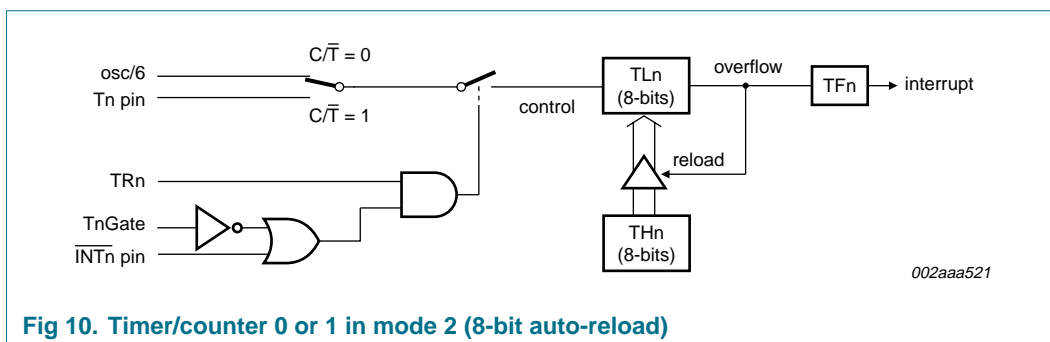 C/T̅ = 0
osc/6
Tn pin
C/T̅ = 1
control
TLn
(8-bits)
overflow
TFn
interrupt
reload
TRn
TnGate
I̅N̅T̅n̅ pin
THn
(8-bits)
002aaa521
Fig 10. Timer/counter 0 or 1 in mode 2 (8-bit auto-reload)